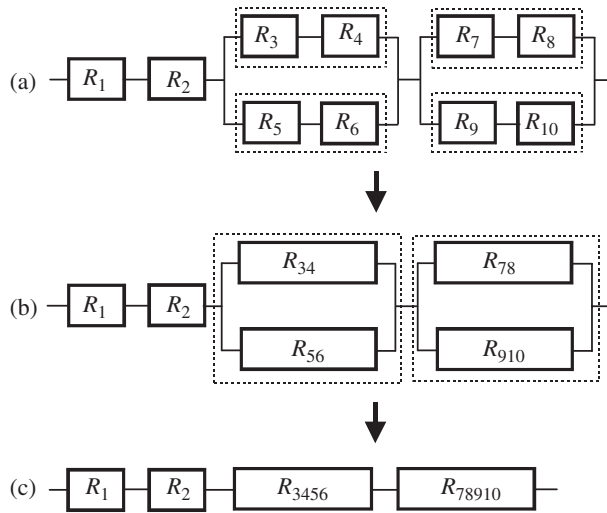 R3 R4 R7 R8
(a) R1 R2
R5 R6 R9 R10
R34 R78
(b) R1 R2
R56 R910
(c) R1 R2 R3456 R78910